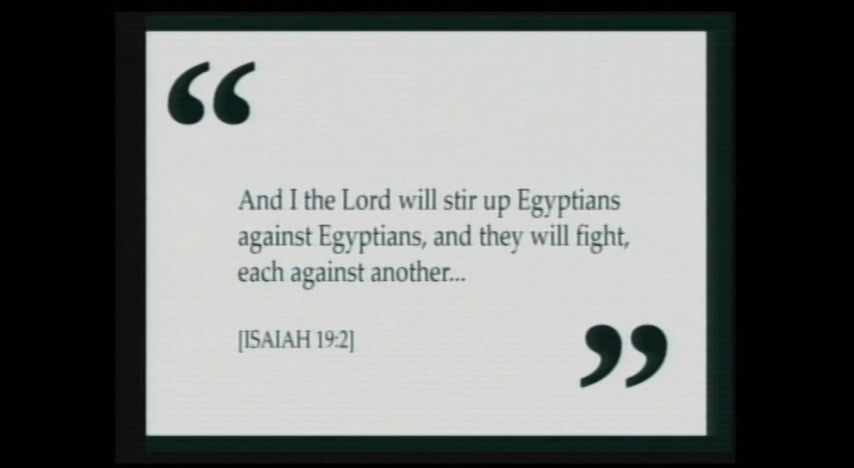 “
And I the Lord will stir up Egyptians
against Egyptians, and they will fight,
each against another...
[ISAIAH 19:2]
”